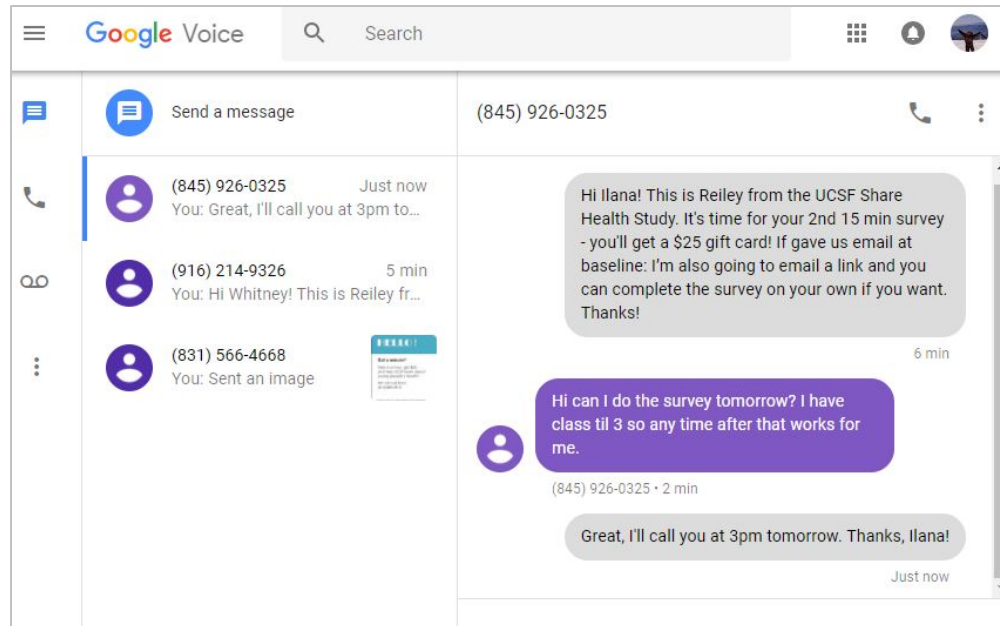 Google Voice
Search
Send a message
(845) 926-0325
(845) 926-0325
Just now
You: Great, I'll call you at 3pm to...
(916) 214-9326
5 min
You: Hi Whitney! This is Reiley fr...
(831) 566-4668
You: Sent an image
HELLO!
Hi Ilana! This is Reiley from the UCSF Share
Health Study. It's time for your 2nd 15 min survey
- you'll get a $25 gift card! If gave us email at
baseline: I'm also going to email a link and you
can complete the survey on your own if you want.
Thanks!
6 min
Hi can I do the survey tomorrow? I have
class til 3 so any time after that works for
me.
(845) 926-0325 • 2 min
Great, I'll call you at 3pm tomorrow. Thanks, Ilana!
Just now